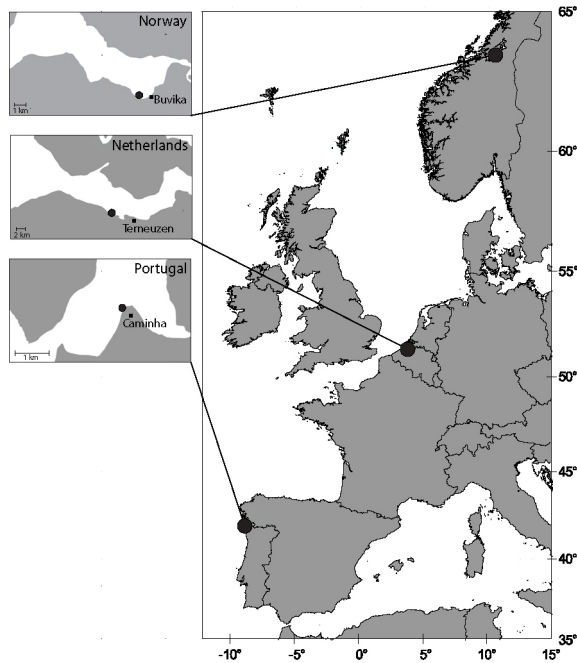 Norway
Buvika
1 km
Netherlands
Terneuzen
2 km
Portugal
Caminha
1 km
65°
60°
55°
50°
45°
40°
35°
-10° -5° 0° 5° 10° 15°